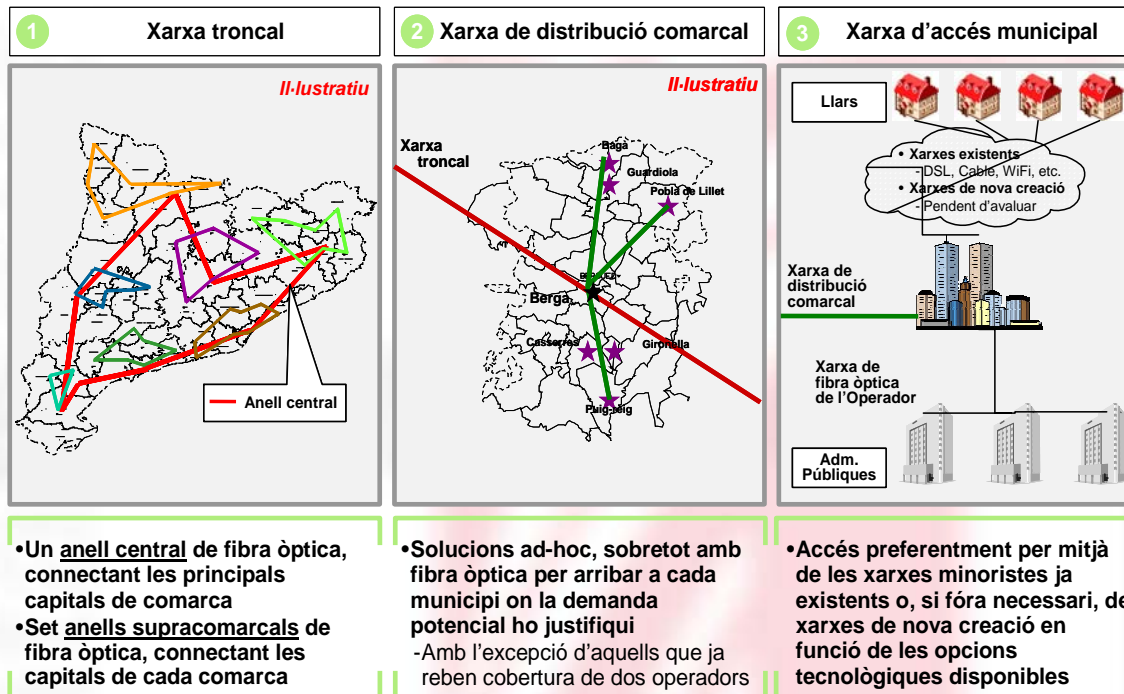 1 Xarxa troncal
2 Xarxa de distribució comarcal
3 Xarxa d'accés municipal
Il·lustratiu
Anell central
Il·lustratiu
Xarxa
troncal
Bagà
Guardiola
Pobla de Lillet
Berga
Casserres
Gironella
Puig-reig
Llars
• Xarxes existents
- DSL, Cable, WiFi, etc.
• Xarxes de nova creació
- Pendent d'avaluar
Xarxa de
distribució
comarcal
Xarxa de
fibra òptica
de l'Operador
Adm.
Públiques
•Un anell central de fibra òptica,
connectant les principals
capitals de comarca
•Set anells supracomarcals de
fibra òptica, connectant les
capitals de cada comarca
•Solucions ad-hoc, sobretot amb
fibra òptica per arribar a cada
municipi on la demanda
potencial ho justifiqui
-Amb l'excepció d'aquells que ja
reben cobertura de dos operadors
•Accés preferentment per mitjà
de les xarxes minoristes ja
existents o, si fóra necessari, de
xarxes de nova creació en
funció de les opcions
tecnològiques disponibles